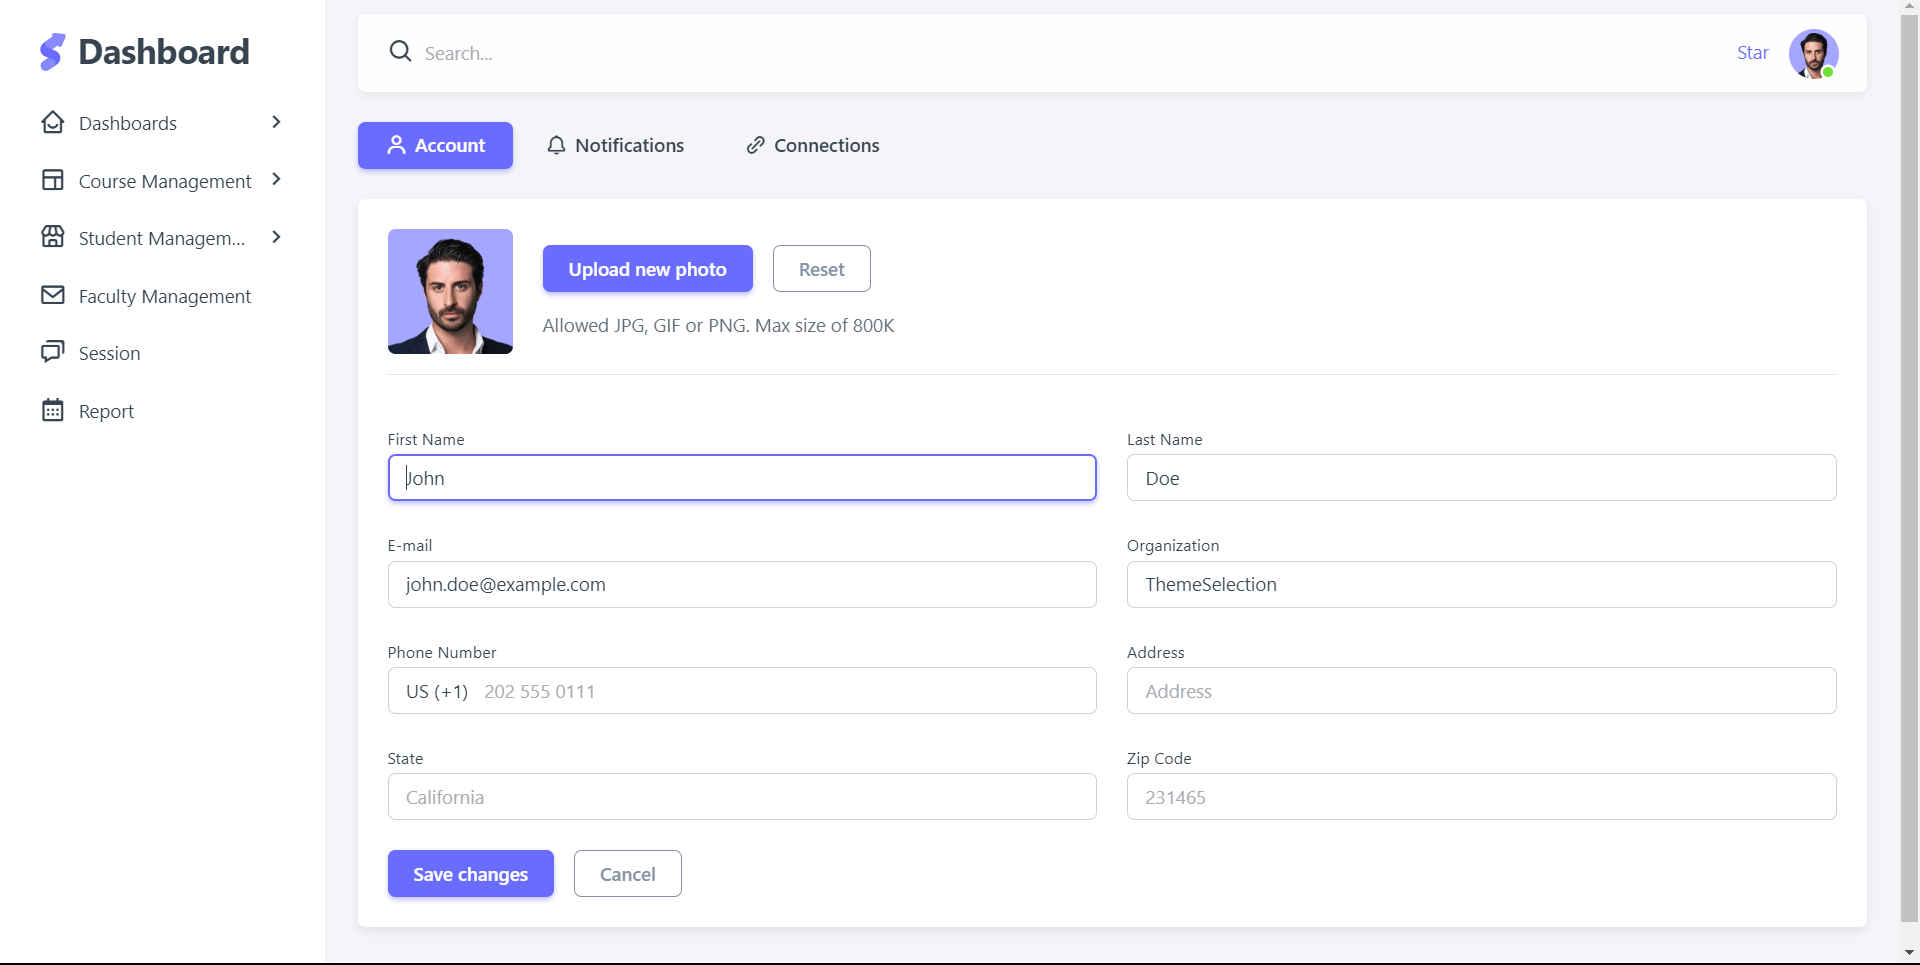 Dashboard
Dashboards
Course Management
Student Managem...
Faculty Management
Session
Report
Search...
Star
Account
Notifications
Connections
Upload new photo
Reset
Allowed JPG, GIF or PNG. Max size of 800K
First Name
John
Last Name
Doe
E-mail
john.doe@example.com
Organization
ThemeSelection
Phone Number
US (+1) 202 555 0111
Address
Address
State
California
Zip Code
231465
Save changes
Cancel